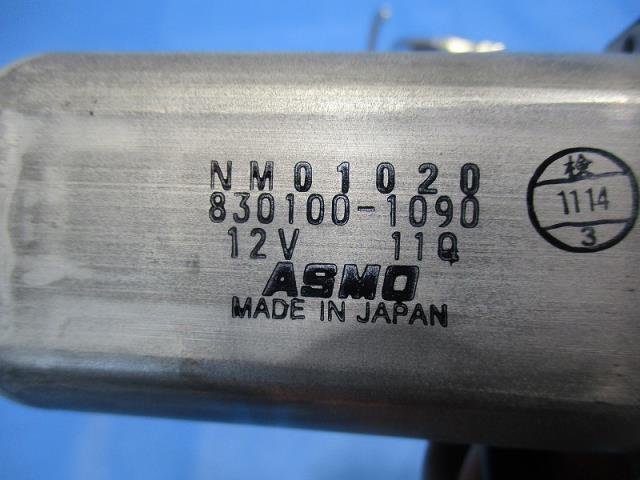 NM01020
830100-1090
12V 11Q
ASMO
MADE IN JAPAN
検
1114
3